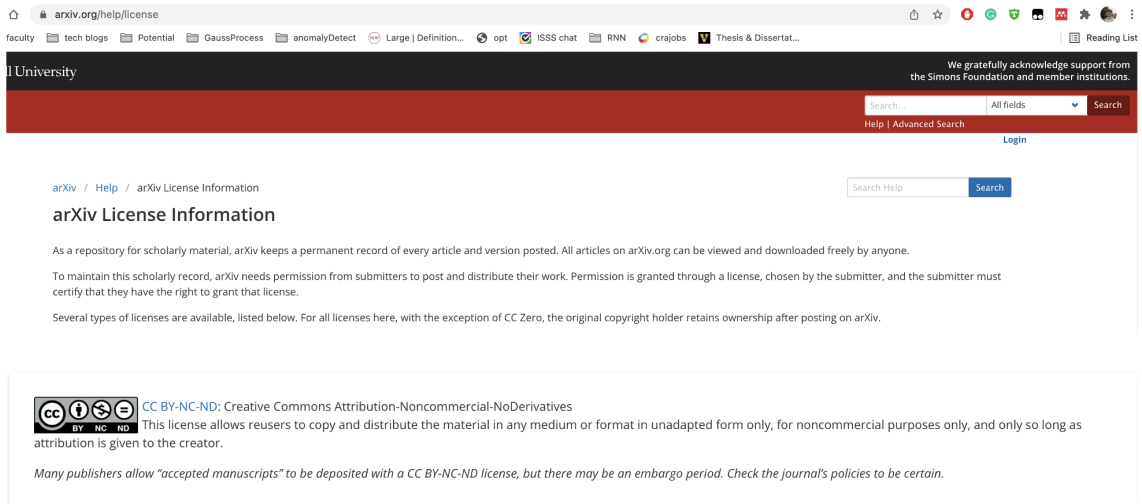 arxiv.org/help/license
faculty tech blogs Potential GaussProcess anomalyDetect Large | Definition... opt ISSS chat RNN crajobs Thesis & Dissertat... Reading List
ll University
We gratefully acknowledge support from
the Simons Foundation and member institutions.
Search... All fields Search
Help | Advanced Search
Login
arXiv / Help / arXiv License Information
Search Help Search
arXiv License Information
As a repository for scholarly material, arXiv keeps a permanent record of every article and version posted. All articles on arXiv.org can be viewed and downloaded freely by anyone.
To maintain this scholarly record, arXiv needs permission from submitters to post and distribute their work. Permission is granted through a license, chosen by the submitter, and the submitter must
certify that they have the right to grant that license.
Several types of licenses are available, listed below. For all licenses here, with the exception of CC Zero, the original copyright holder retains ownership after posting on arXiv.
cc BY NC ND
CC BY-NC-ND: Creative Commons Attribution-Noncommercial-NoDerivatives
This license allows reusers to copy and distribute the material in any medium or format in unadapted form only, for noncommercial purposes only, and only so long as
attribution is given to the creator.
Many publishers allow “accepted manuscripts” to be deposited with a CC BY-NC-ND license, but there may be an embargo period. Check the journal’s policies to be certain.